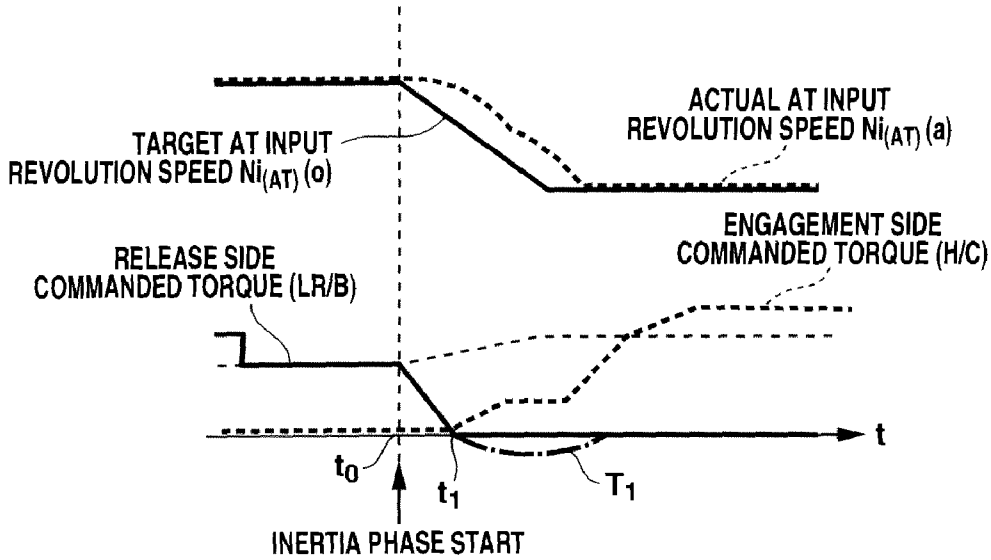 ACTUAL AT INPUT
REVOLUTION SPEED Ni(AT) (a)
TARGET AT INPUT
REVOLUTION SPEED Ni(AT) (o)
ENGAGEMENT SIDE
COMMANDED TORQUE (H/C)
RELEASE SIDE
COMMANDED TORQUE (LR/B)
t
t0
t1
T1
INERTIA PHASE START